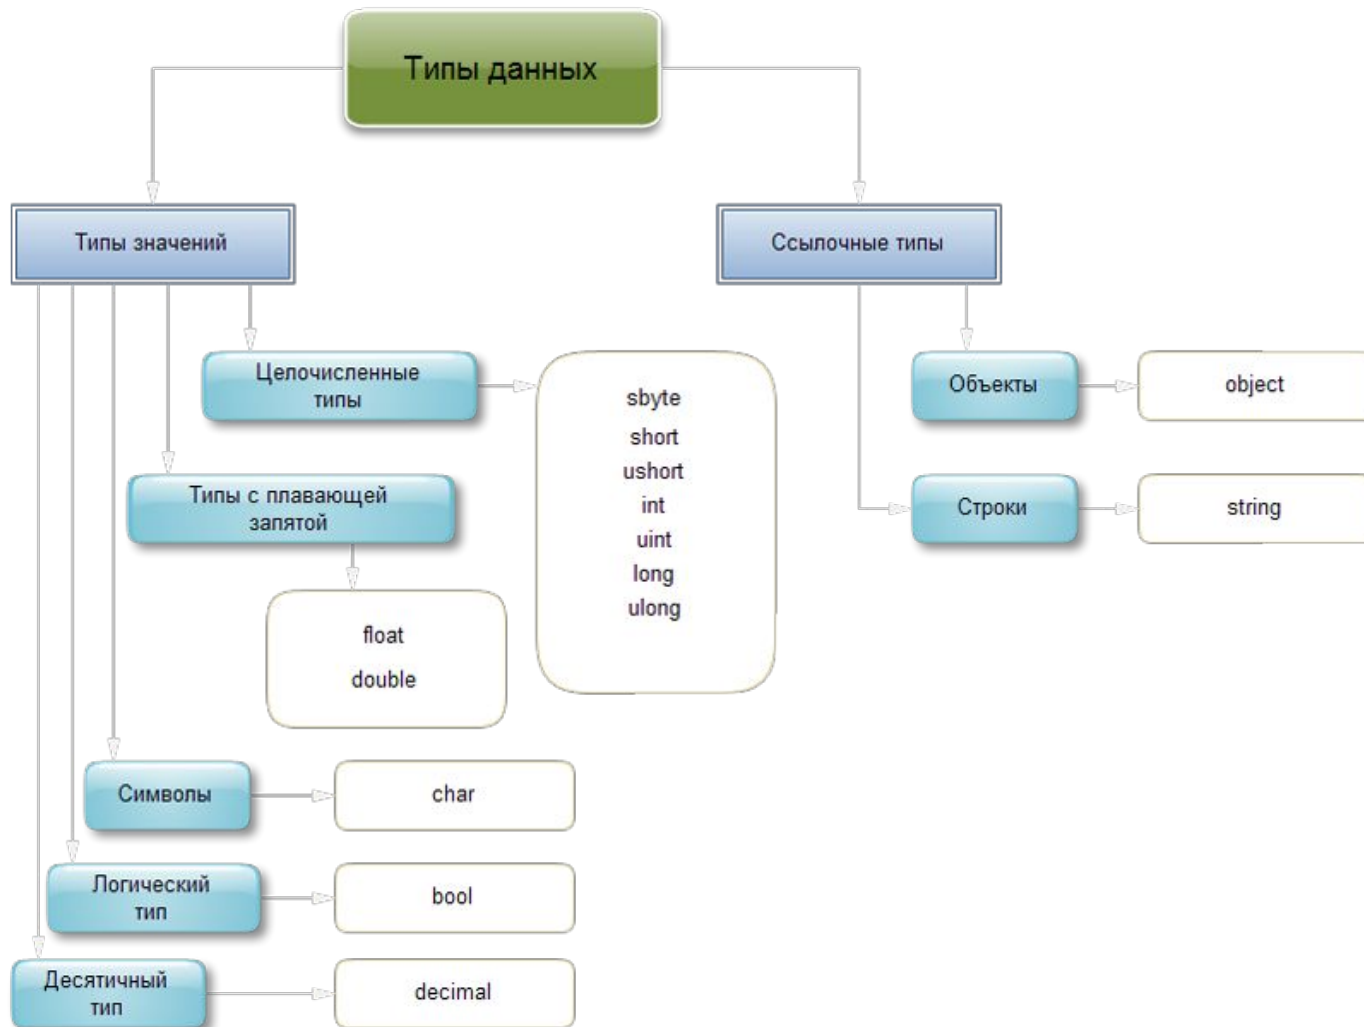 Типы данных
Типы значений
Ссылочные типы
Целочисленные
типы
sbyte
short
ushort
int
uint
long
ulong
Объекты
object
Типы с плавающей
запятой
float
double
Строки
string
Символы
char
Логический
тип
bool
Десятичный
тип
decimal